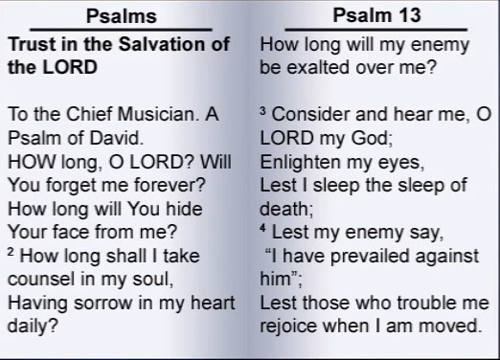 Psalms
Trust in the Salvation of
the LORD
To the Chief Musician. A
Psalm of David.
HOW long, O LORD? Will
You forget me forever?
How long will You hide
Your face from me?
² How long shall I take
counsel in my soul,
Having sorrow in my heart
daily?
Psalm 13
How long will my enemy
be exalted over me?
³ Consider and hear me, O
LORD my God;
Enlighten my eyes,
Lest I sleep the sleep of
death;
⁴ Lest my enemy say,
“I have prevailed against
him”;
Lest those who trouble me
rejoice when I am moved.